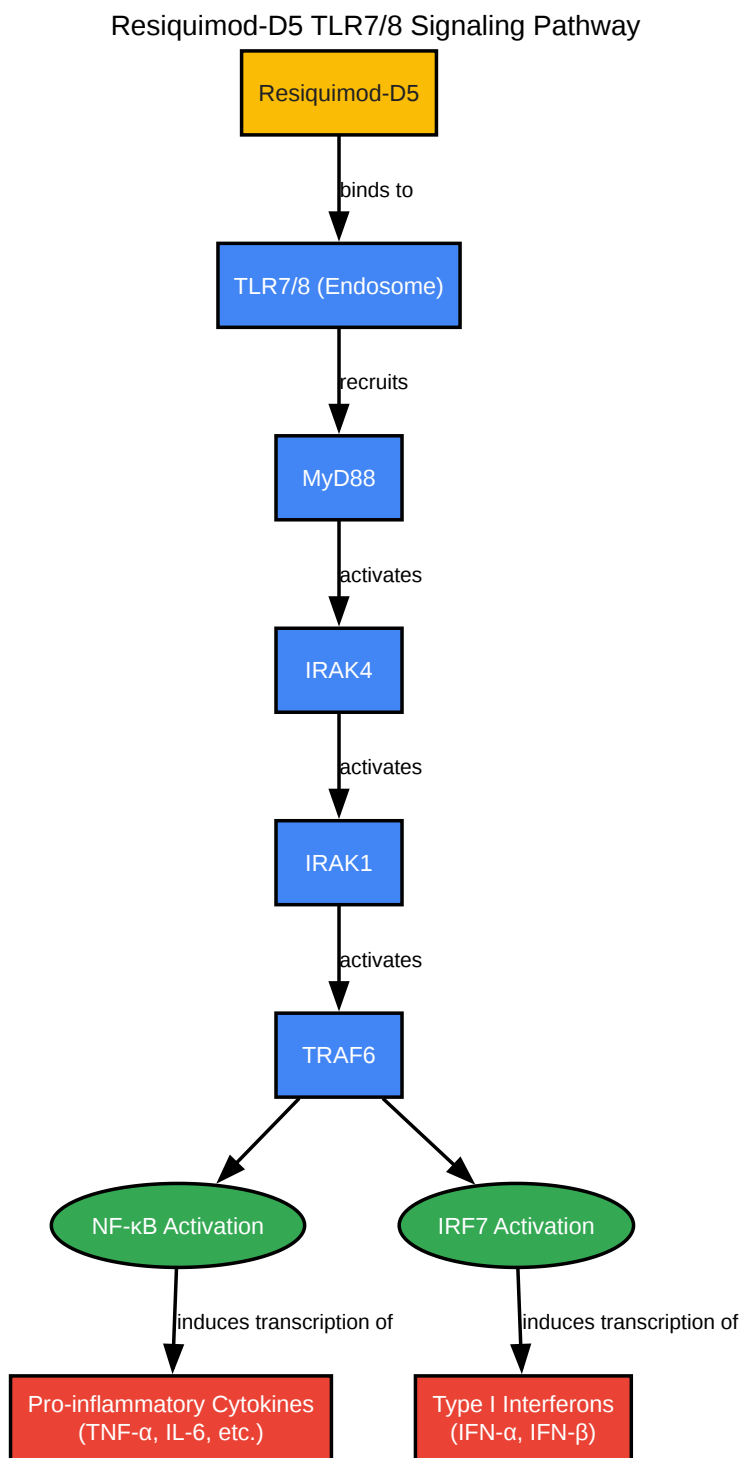 Resiquimod-D5 TLR7/8 Signaling Pathway
Resiquimod-D5
binds to
TLR7/8 (Endosome)
recruits
MyD88
activates
IRAK4
activates
IRAK1
activates
TRAF6
NF-κB Activation
IRF7 Activation
induces transcription of
induces transcription of
Pro-inflammatory Cytokines
(TNF-α, IL-6, etc.)
Type I Interferons
(IFN-α, IFN-β)